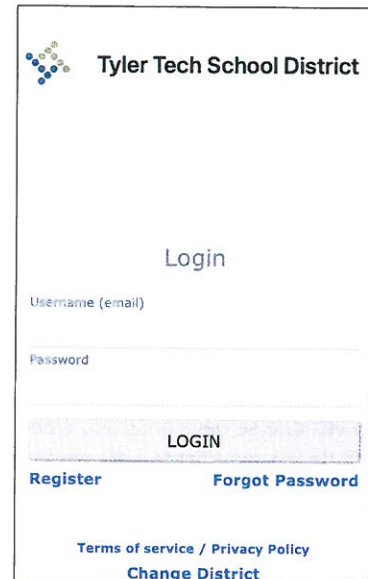 Tyler Tech School District
Login
Username (email)
Password
LOGIN
Register Forgot Password
Terms of service / Privacy Policy
Change District